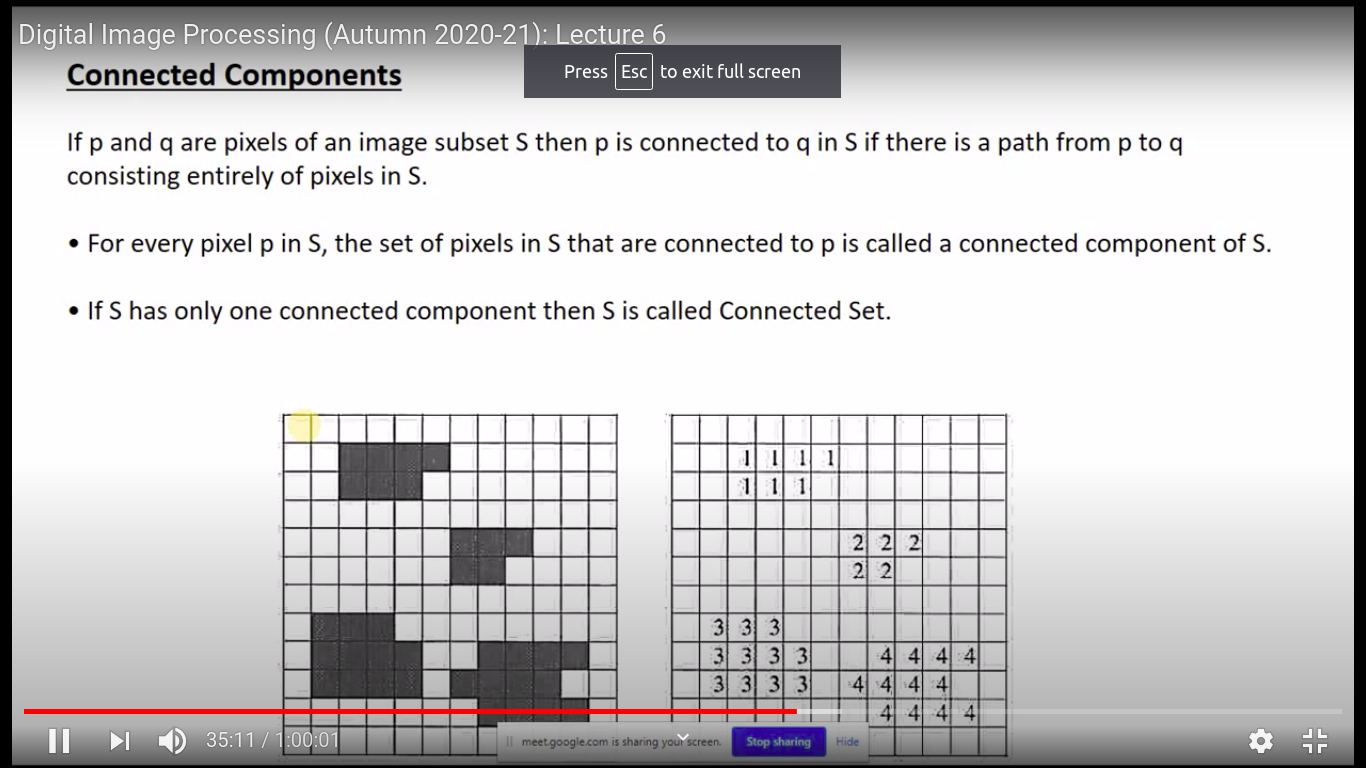 Digital Image Processing (Autumn 2020-21): Lecture 6
Press Esc to exit full screen
Connected Components
If p and q are pixels of an image subset S then p is connected to q in S if there is a path from p to q
consisting entirely of pixels in S.
• For every pixel p in S, the set of pixels in S that are connected to p is called a connected component of S.
• If S has only one connected component then S is called Connected Set.
1 1 1 1
1 1 1
2 2 2
2 2
3 3 3
3 3 3 3 4 4 4 4
3 3 3 3 4 4 4 4
4 4 4 4
35:11 / 1:00:01
meet.google.com is sharing your screen. Stop sharing Hide